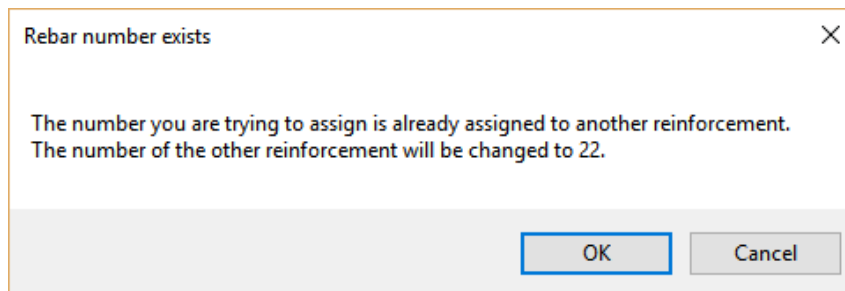 Rebar number exists
The number you are trying to assign is already assigned to another reinforcement.
The number of the other reinforcement will be changed to 22.
OK
Cancel